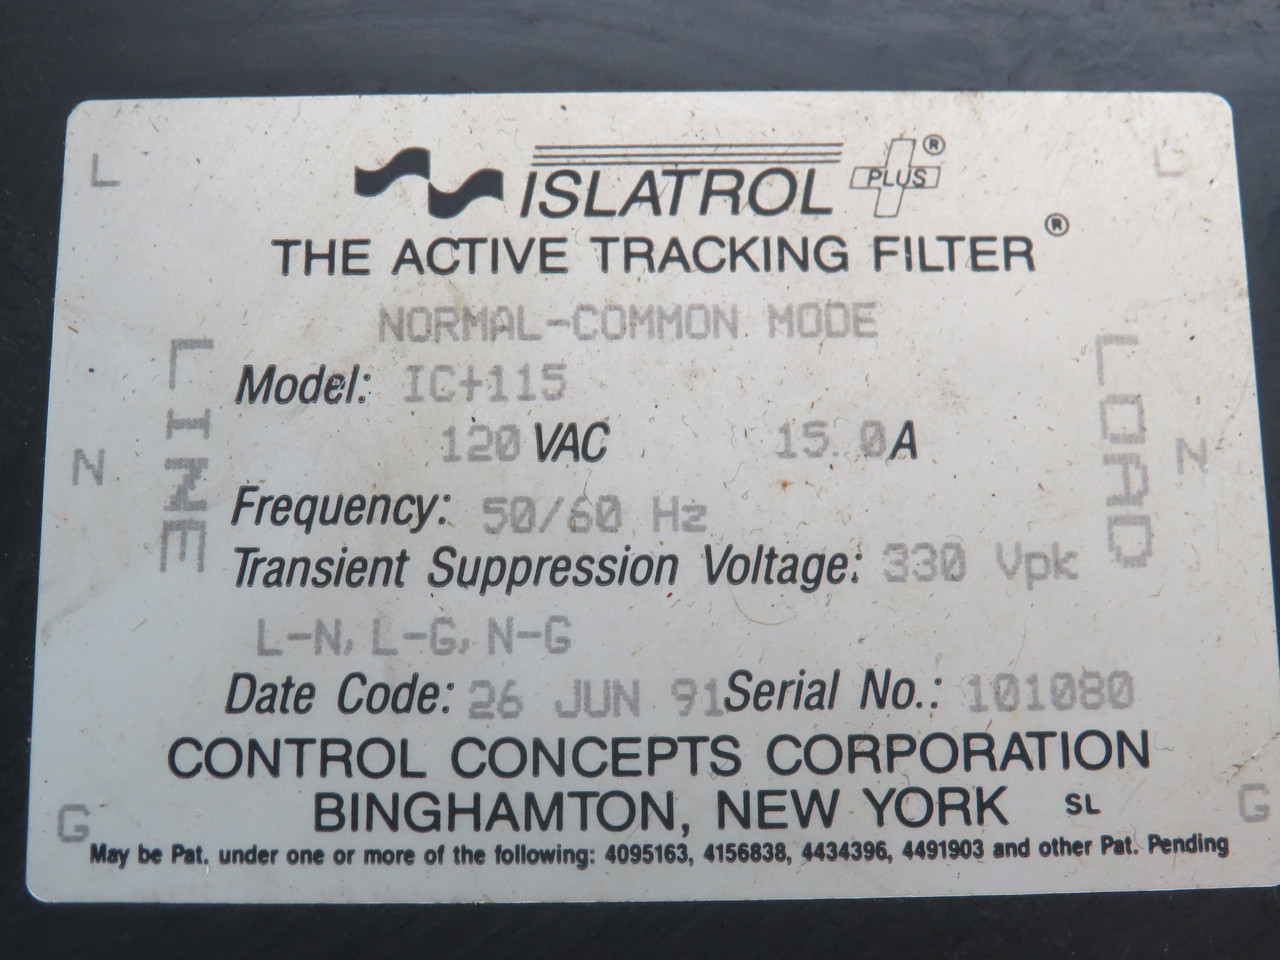 L
L
ISLATROL PLUS ®
THE ACTIVE TRACKING FILTER ®
NORMAL-COMMON MODE
LINE
LOAD
Model: IC+115
120 VAC 15.0A
N
N
Frequency: 50/60 Hz
Transient Suppression Voltage: 330 Vpk
L-N, L-G, N-G
Date Code: 26 JUN 91 Serial No.: 101080
CONTROL CONCEPTS CORPORATION
BINGHAMTON, NEW YORK SL
G
G
May be Pat. under one or more of the following: 4095163, 4156838, 4434396, 4491903 and other Pat. Pending